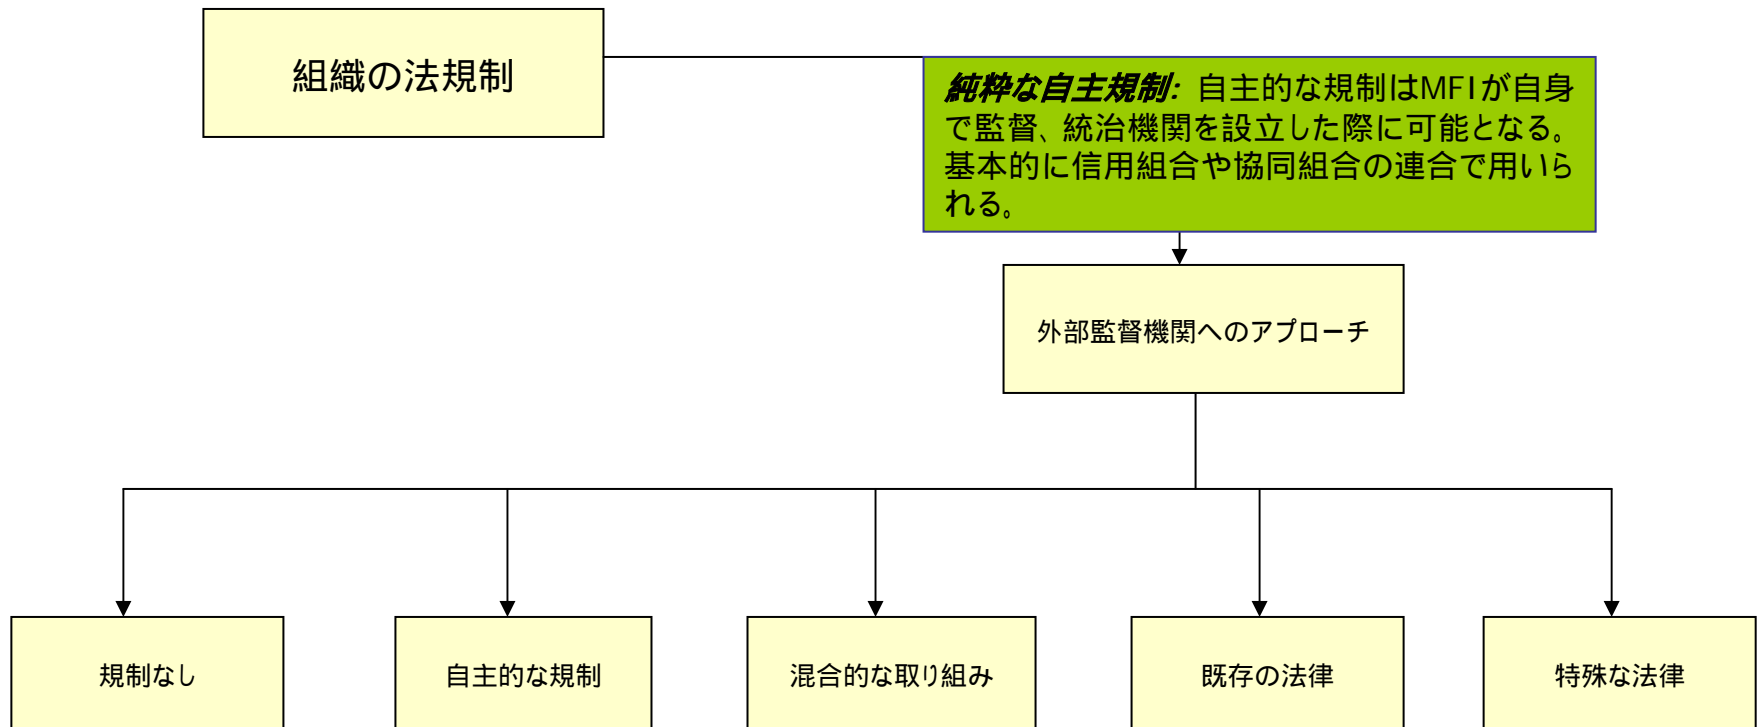 組織の法規制
純粋な自主規制: 自主的な規制はMFIが自身
で監督、統治機関を設立した際に可能となる。
基本的に信用組合や協同組合の連合で用いら
れる。
外部監督機関へのアプローチ
規制なし
自主的な規制
混合的な取り組み
既存の法律
特殊な法律